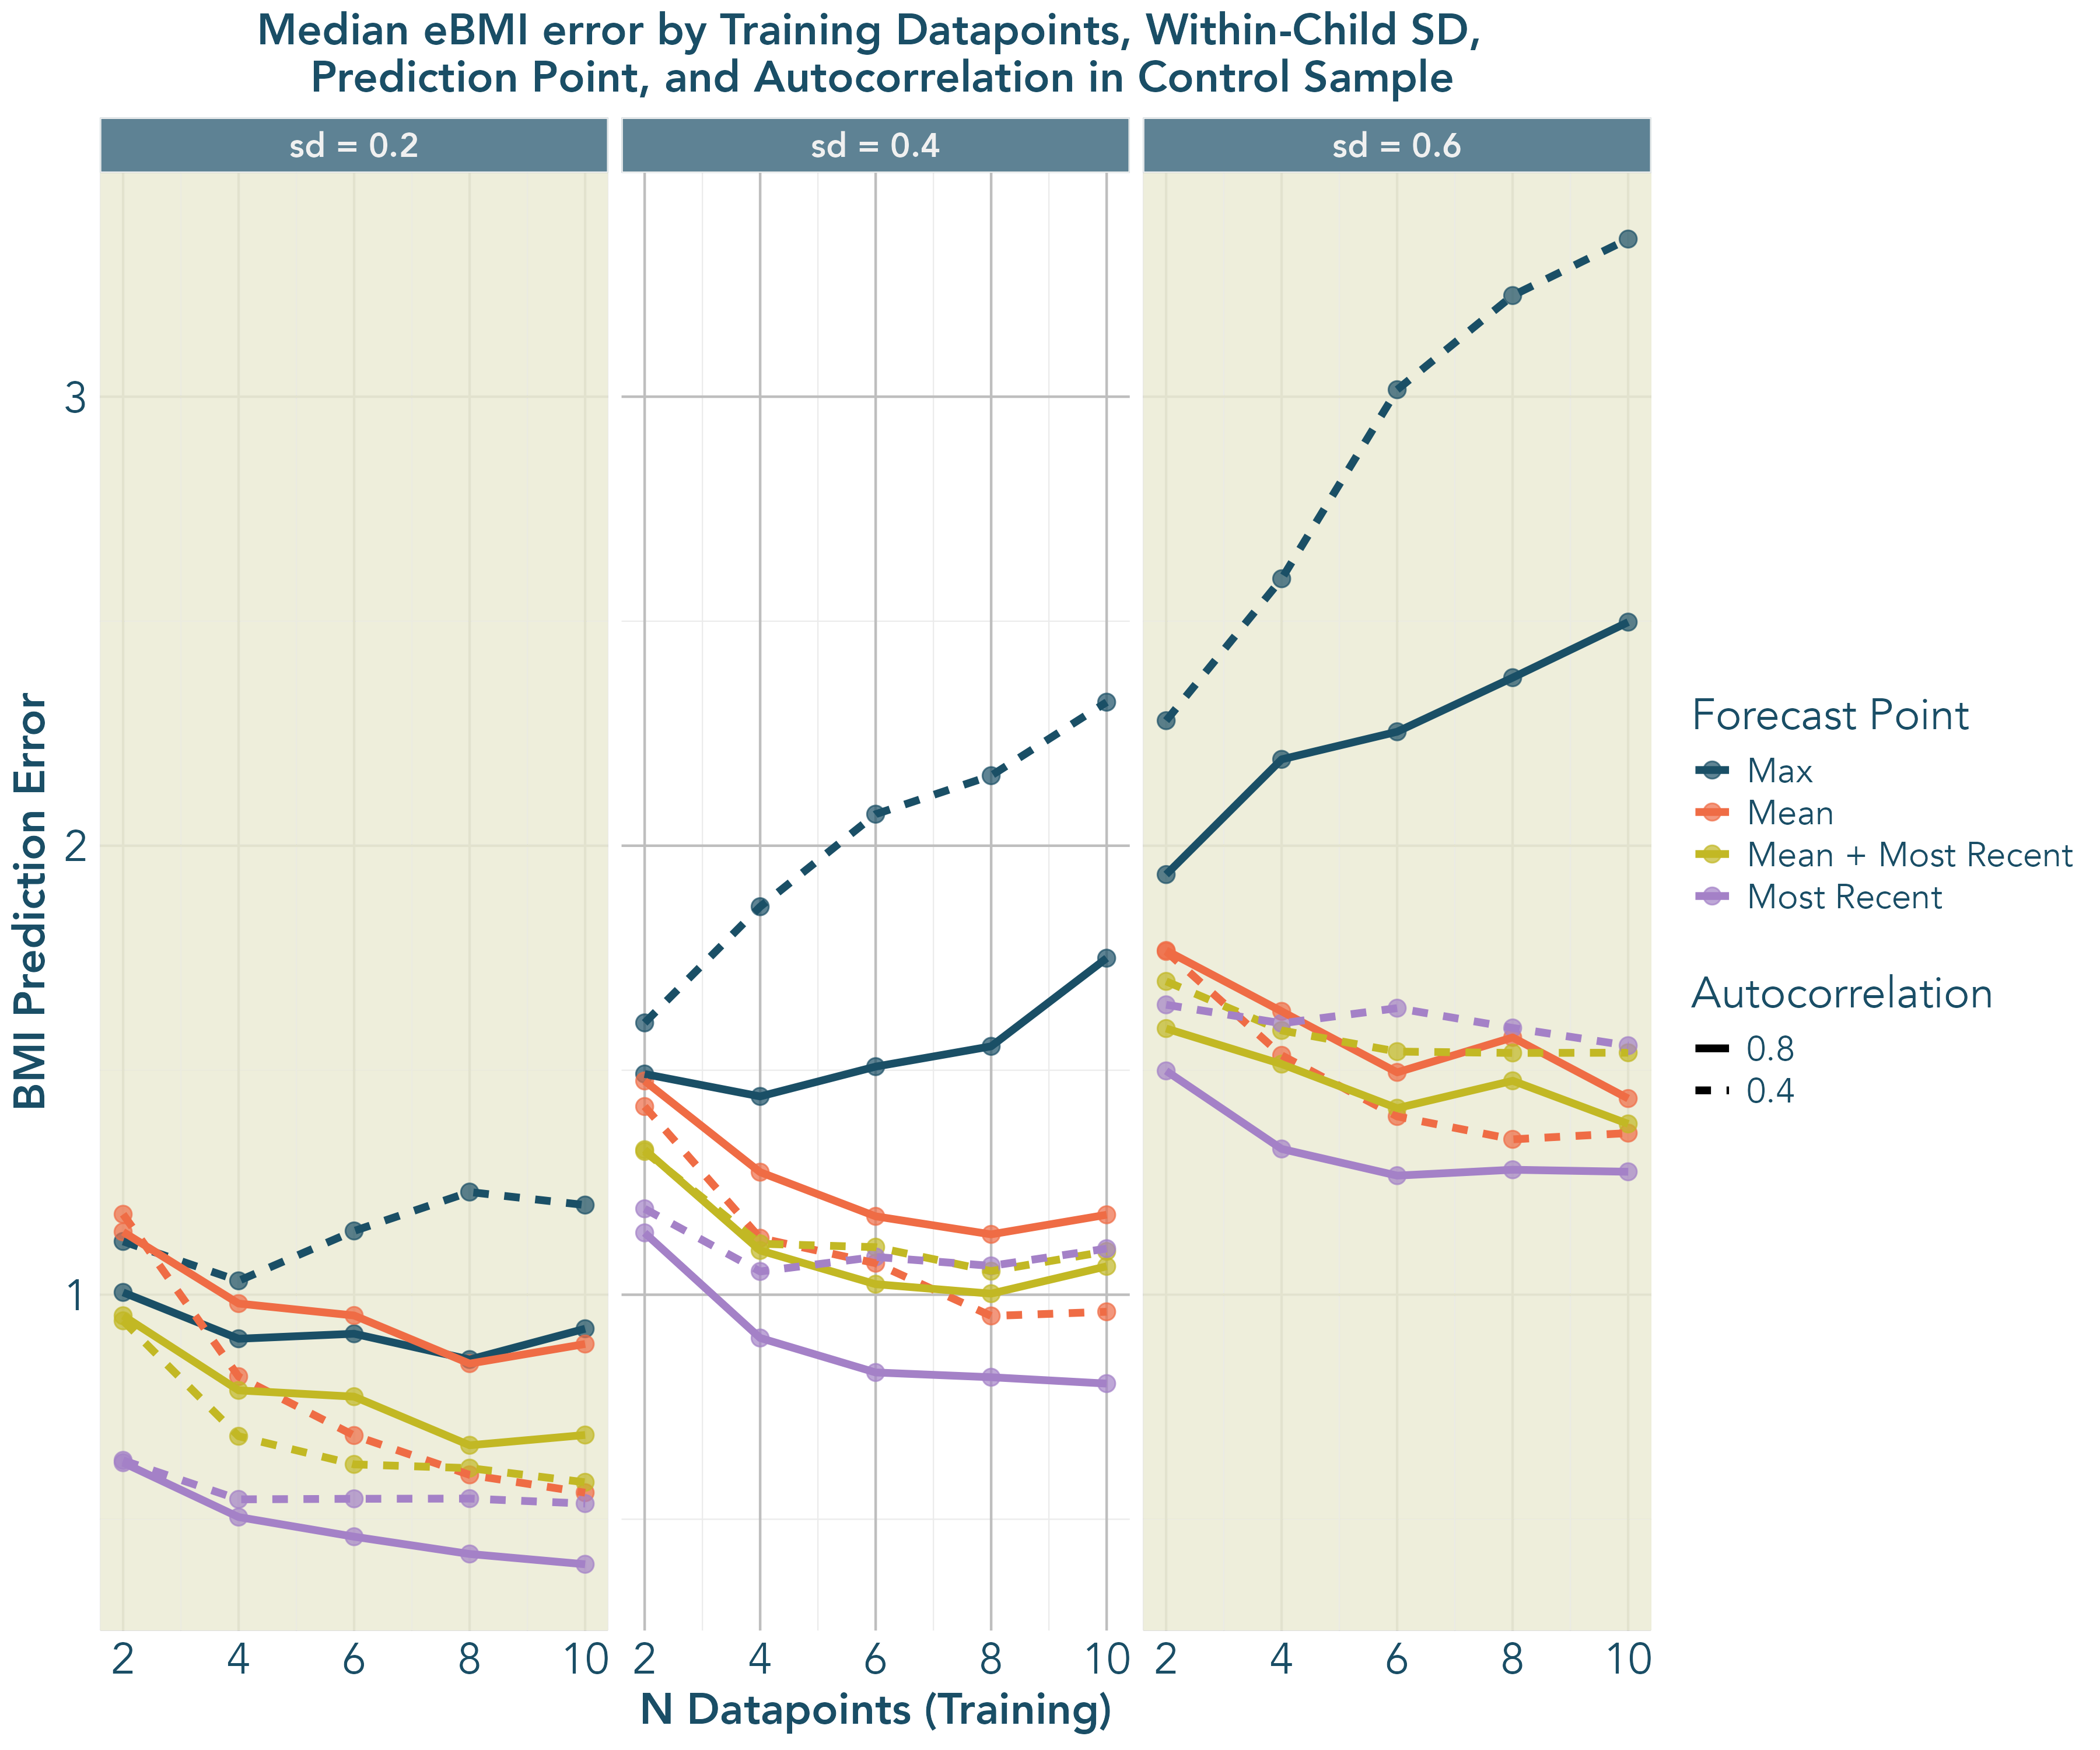 Median eBMI error by Training Datapoints, Within-Child SD,
Prediction Point, and Autocorrelation in Control Sample
sd = 0.2
sd = 0.4
sd = 0.6
BMI Prediction Error
3
2
1
2 4 6 8 10
2 4 6 8 10
2 4 6 8 10
N Datapoints (Training)
Forecast Point
Max
Mean
Mean + Most Recent
Most Recent
Autocorrelation
0.8
0.4